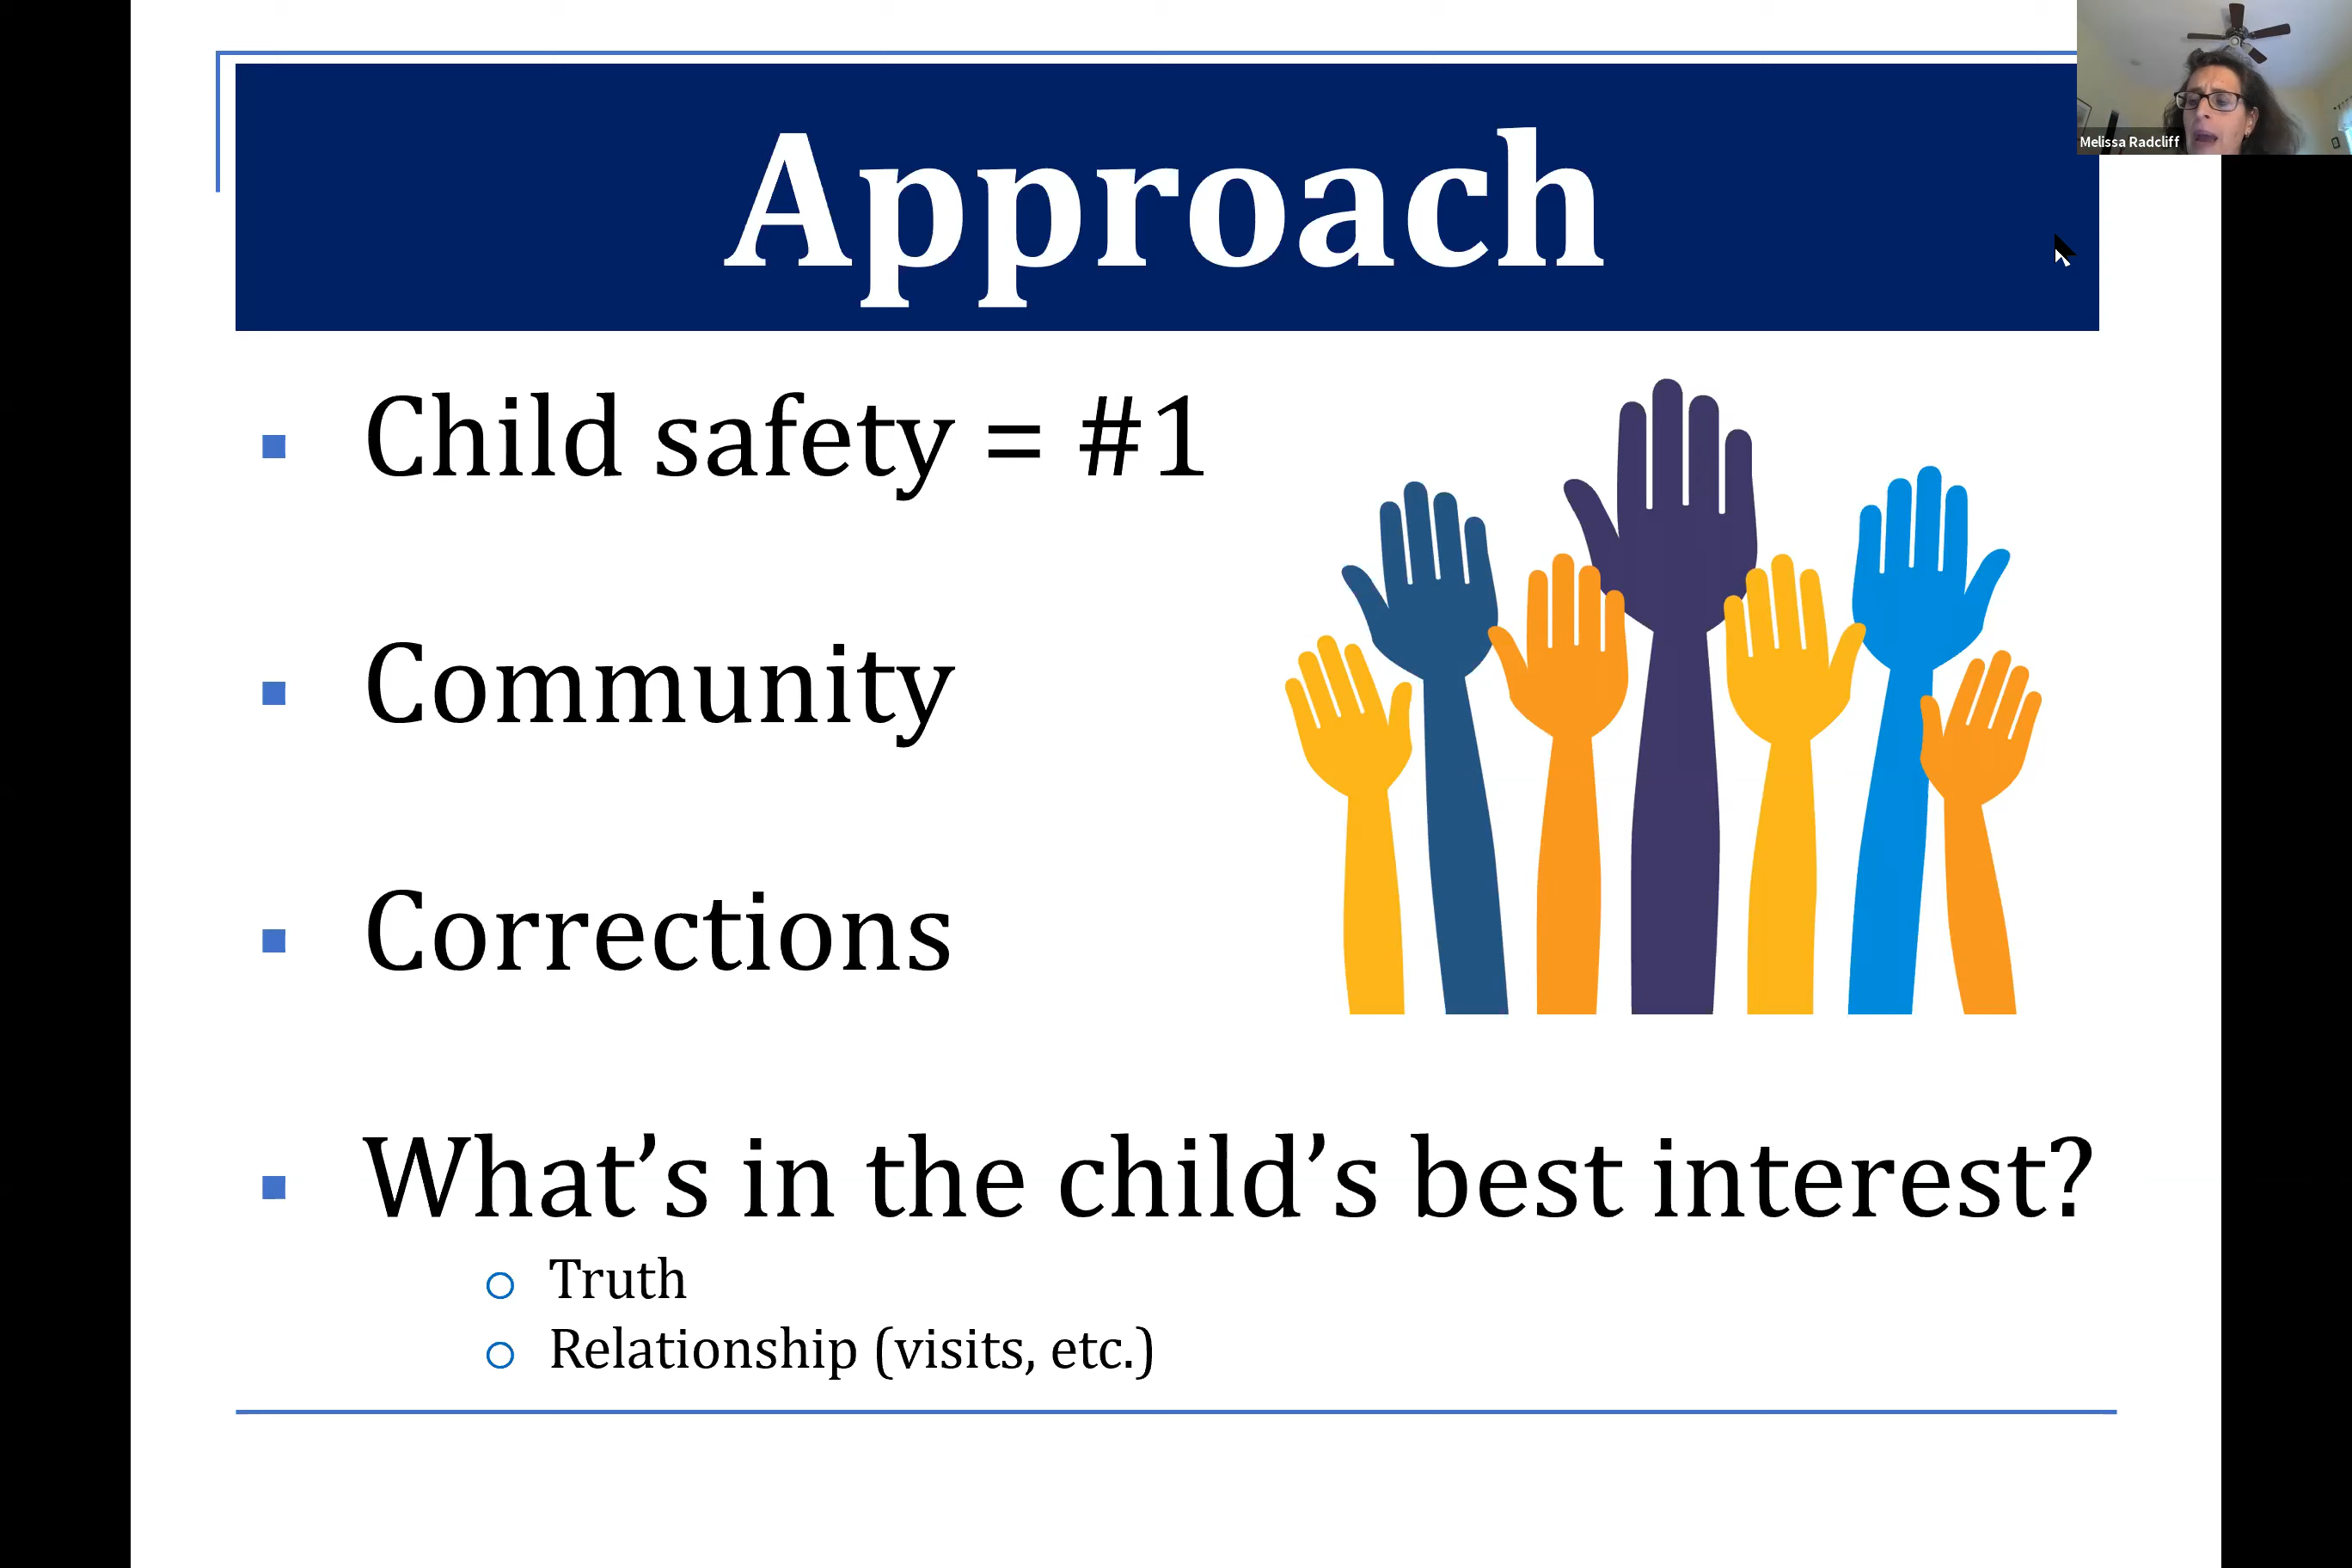 Approach
Melissa Radcliff
Child safety = #1
Community
Corrections
What’s in the child’s best interest?
Truth
Relationship (visits, etc.)